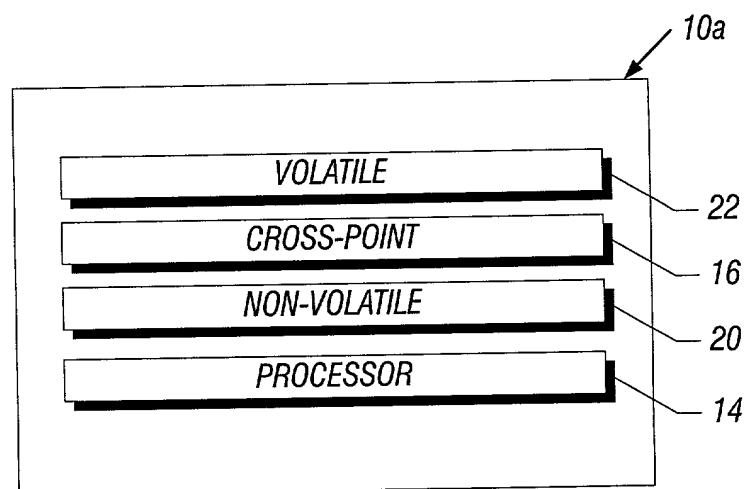 10a
VOLATILE
22
CROSS-POINT
16
NON-VOLATILE
20
PROCESSOR
14